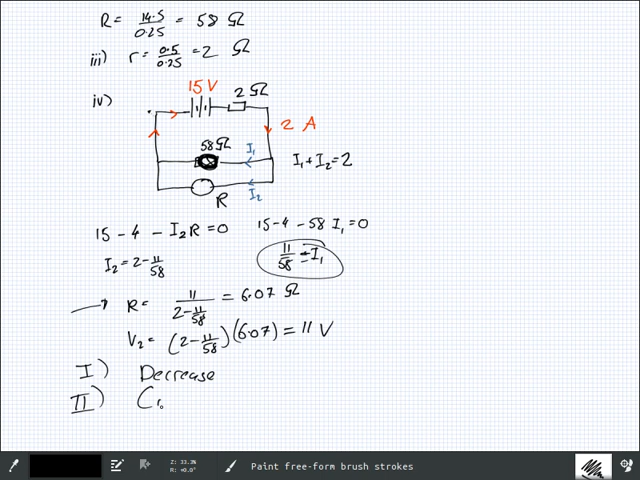 R = 14.5/0.25 = 58 Ω
iii) r = 0.5/0.25 = 2 Ω
iv)
15 V
2 Ω
2 A
58 Ω
I₁
I₁ + I₂ = 2
I₂
R
15 - 4 - I₂R = 0
15 - 4 - 58 I₁ = 0
I₂ = 2 - 11/58
11/58 = I₁
R = 11/(2 - 11/58) = 6.07 Ω
V₂ = (2 - 11/58)(6.07) = 11 V
I) Decrease
II)
Z: 33.3%
R: +0.0°
Paint free-form brush strokes